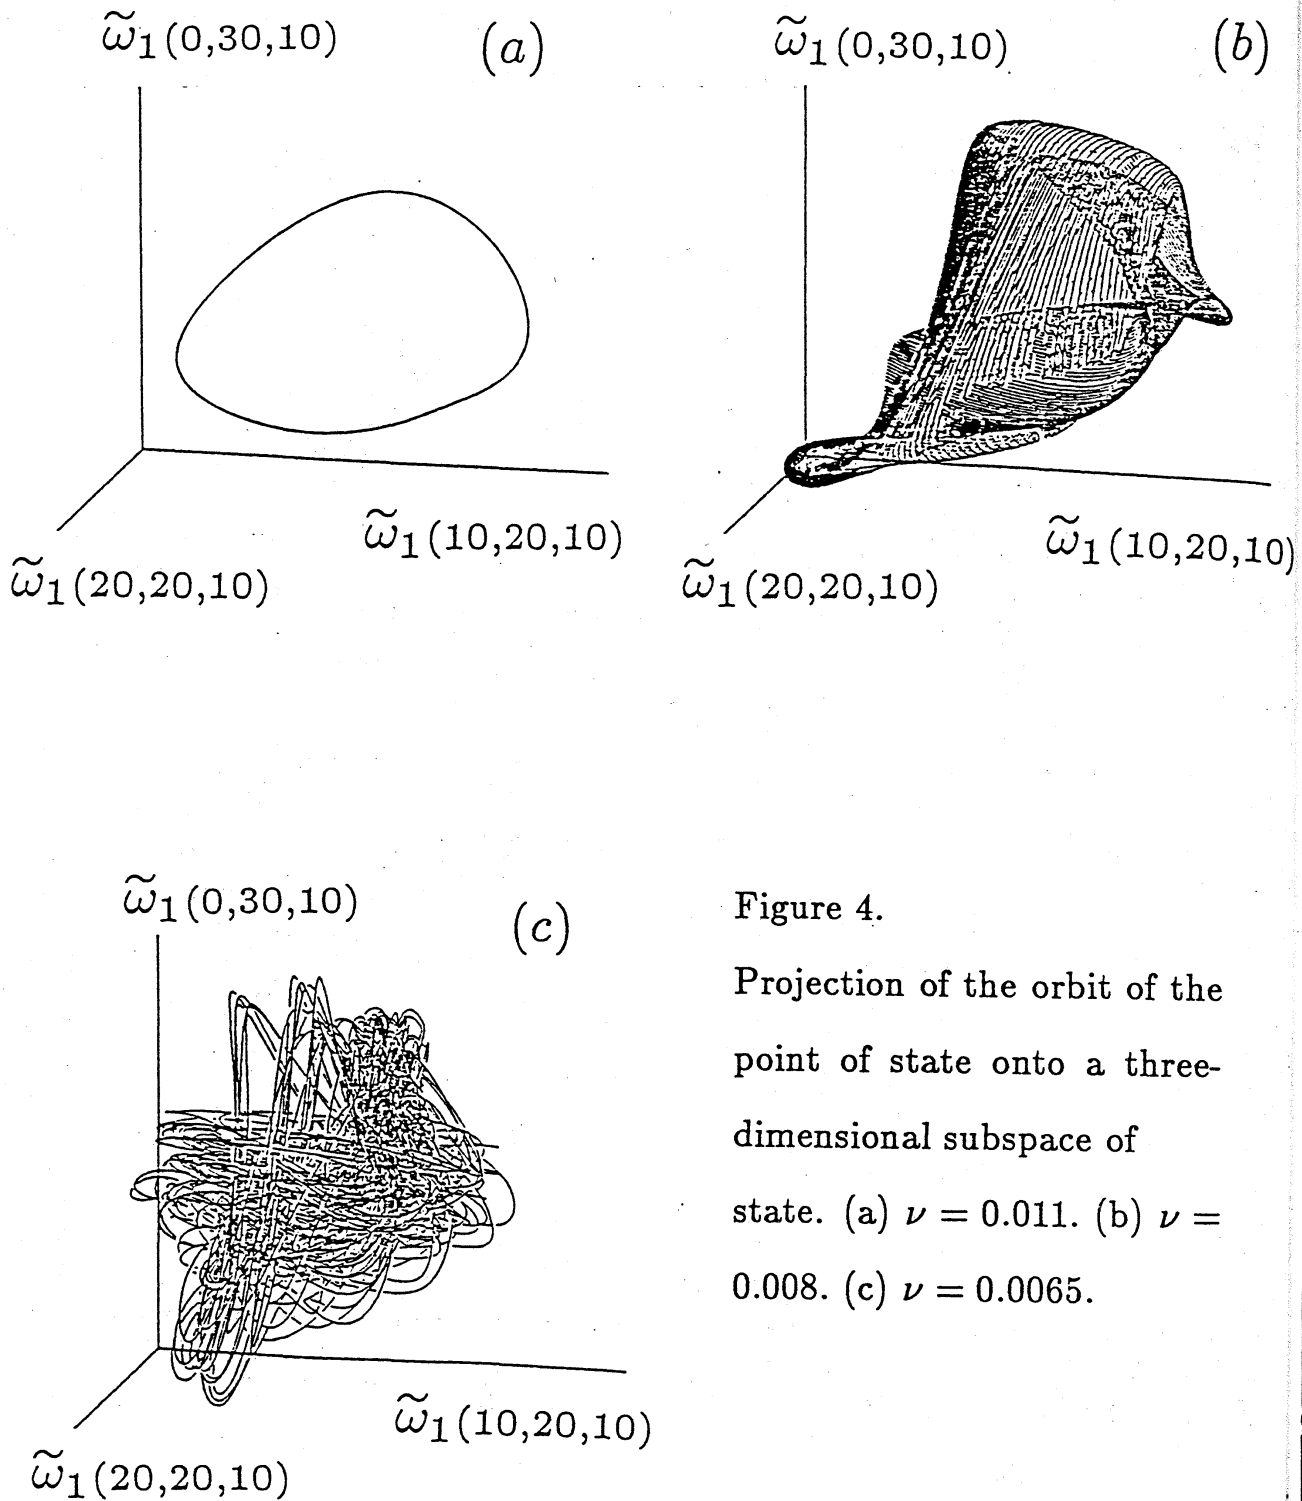 ω̃₁(0,30,10)
(a)
ω̃₁(10,20,10)
ω̃₁(20,20,10)
ω̃₁(0,30,10)
(b)
ω̃₁(10,20,10)
ω̃₁(20,20,10)
ω̃₁(0,30,10)
(c)
ω̃₁(10,20,10)
ω̃₁(20,20,10)
Figure 4.
Projection of the orbit of the
point of state onto a three-
dimensional subspace of
state. (a) ν = 0.011. (b) ν =
0.008. (c) ν = 0.0065.